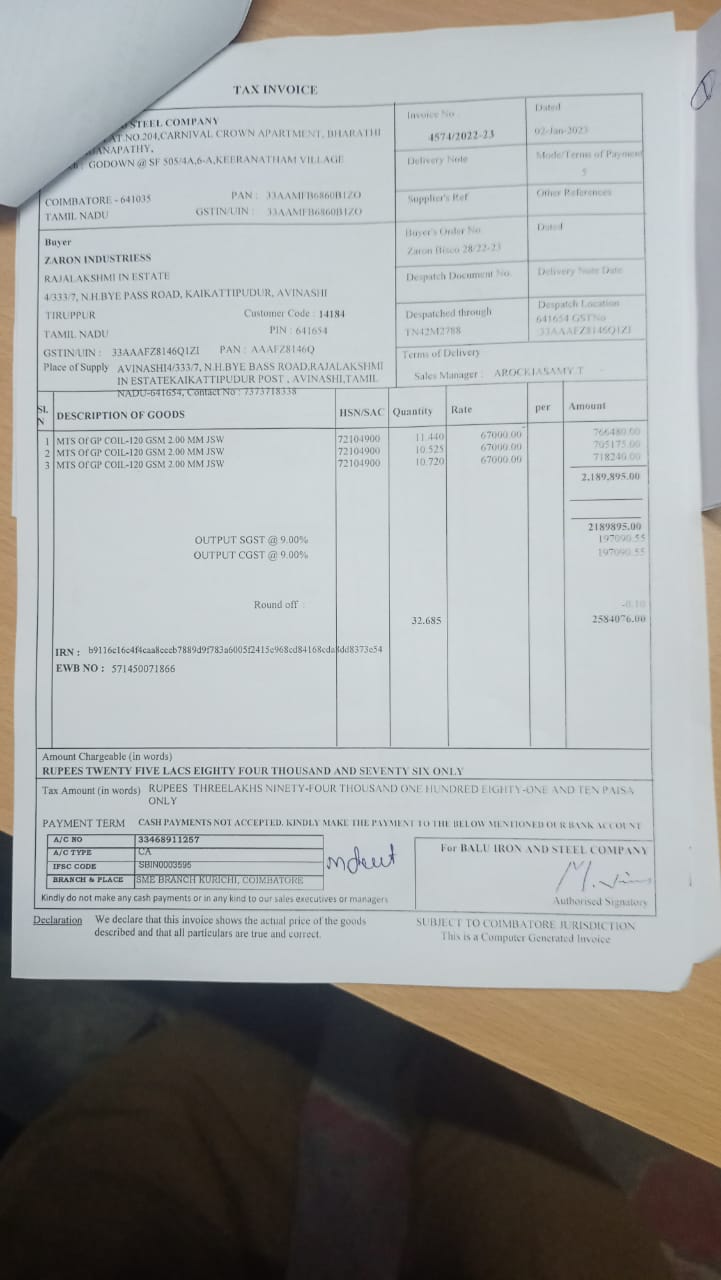 TAX INVOICE
STEEL COMPANY
NO.204,CARNIVAL CROWN APARTMENT, BHARATHI
GODOWN @ SF 505/4A,6-A,KEERANATHAM VILLAGE
COIMBATORE - 641035 PAN : 33AAMFB6860B1ZO
TAMIL NADU GSTIN/UIN : 33AAMFB6860B1ZO
Invoice No
4574/2022-23
Dated
02-Jan-2023
Delivery Note
Mode/Terms of Payment
5
Supplier's Ref
Other References
Buyer's Order No.
Zaron Bisco 28/22-23
Dated
Despatch Document No.
Delivery Note Date
Despatched through
TN42M2788
Despatch Location
641654 GSTNo
33AAAFZ8146Q1ZI
Terms of Delivery
Sales Manager : AROCKIASAMY.T
Buyer
ZARON INDUSTRIESS
RAJALAKSHMI IN ESTATE
4/333/7, N.H.BYE PASS ROAD, KAIKATTIPUDUR, AVINASHI
TIRUPPUR Customer Code : 14184
TAMIL NADU PIN : 641654
GSTIN/UIN : 33AAAFZ8146Q1ZI PAN : AAAFZ8146Q
Place of Supply AVINASHI4/333/7, N.H.BYE BASS ROAD,RAJALAKSHMI
IN ESTATEKAIKATTIPUDUR POST , AVINASHI,TAMIL
NADU-641654, Contact No : 7373718338
SI. N DESCRIPTION OF GOODS HSN/SAC Quantity Rate per Amount
1 MTS Of GP COIL-120 GSM 2.00 MM JSW 72104900 11.440 67000.00 766480.00
2 MTS Of GP COIL-120 GSM 2.00 MM JSW 72104900 10.525 67000.00 705175.00
3 MTS Of GP COIL-120 GSM 2.00 MM JSW 72104900 10.720 67000.00 718240.00
2,189,895.00
2189895.00
OUTPUT SGST @ 9.00% 197090.55
OUTPUT CGST @ 9.00% 197090.55
Round off -0.10
32.685 2584076.00
IRN :
EWB NO : 571450071866
Amount Chargeable (in words)
RUPEES TWENTY FIVE LACS EIGHTY FOUR THOUSAND AND SEVENTY SIX ONLY
Tax Amount (in words) RUPEES THREELAKHS NINETY-FOUR THOUSAND ONE HUNDRED EIGHTY-ONE AND TEN PAISA
ONLY
PAYMENT TERM CASH PAYMENTS NOT ACCEPTED. KINDLY MAKE THE PAYMENT TO THE BELOW MENTIONED OUR BANK ACCOUNT
A/C NO 33468911257
A/C TYPE CA
IFSC CODE SBIN0003595
BRANCH & PLACE SME BRANCH KURICHI, COIMBATORE
For BALU IRON AND STEEL COMPANY
Authorised Signatory
Kindly do not make any cash payments or in any kind to our sales executives or managers
Declaration We declare that this invoice shows the actual price of the goods
described and that all particulars are true and correct.
SUBJECT TO COIMBATORE JURISDICTION
This is a Computer Generated Invoice